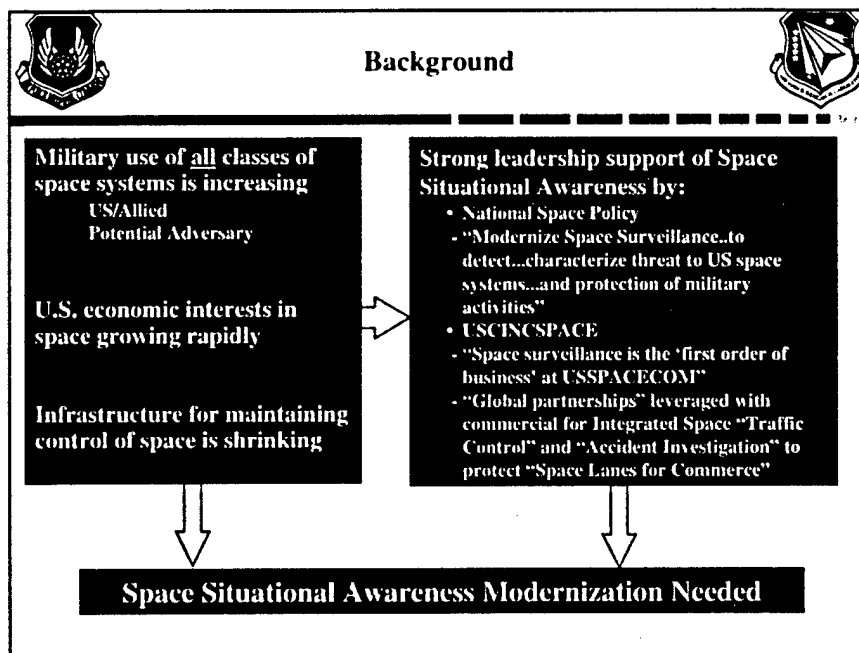 Background
Military use of all classes of
space systems is increasing
US/Allied
Potential Adversary
U.S. economic interests in
space growing rapidly
Infrastructure for maintaining
control of space is shrinking
Strong leadership support of Space
Situational Awareness by:
• National Space Policy
- “Modernize Space Surveillance..to
detect...characterize threat to US space
systems...and protection of military
activities”
• USCINCSPACE
- “Space surveillance is the ‘first order of
business’ at USSPACECOM”
- “Global partnerships” leveraged with
commercial for Integrated Space “Traffic
Control” and “Accident Investigation” to
protect “Space Lanes for Commerce”
Space Situational Awareness Modernization Needed